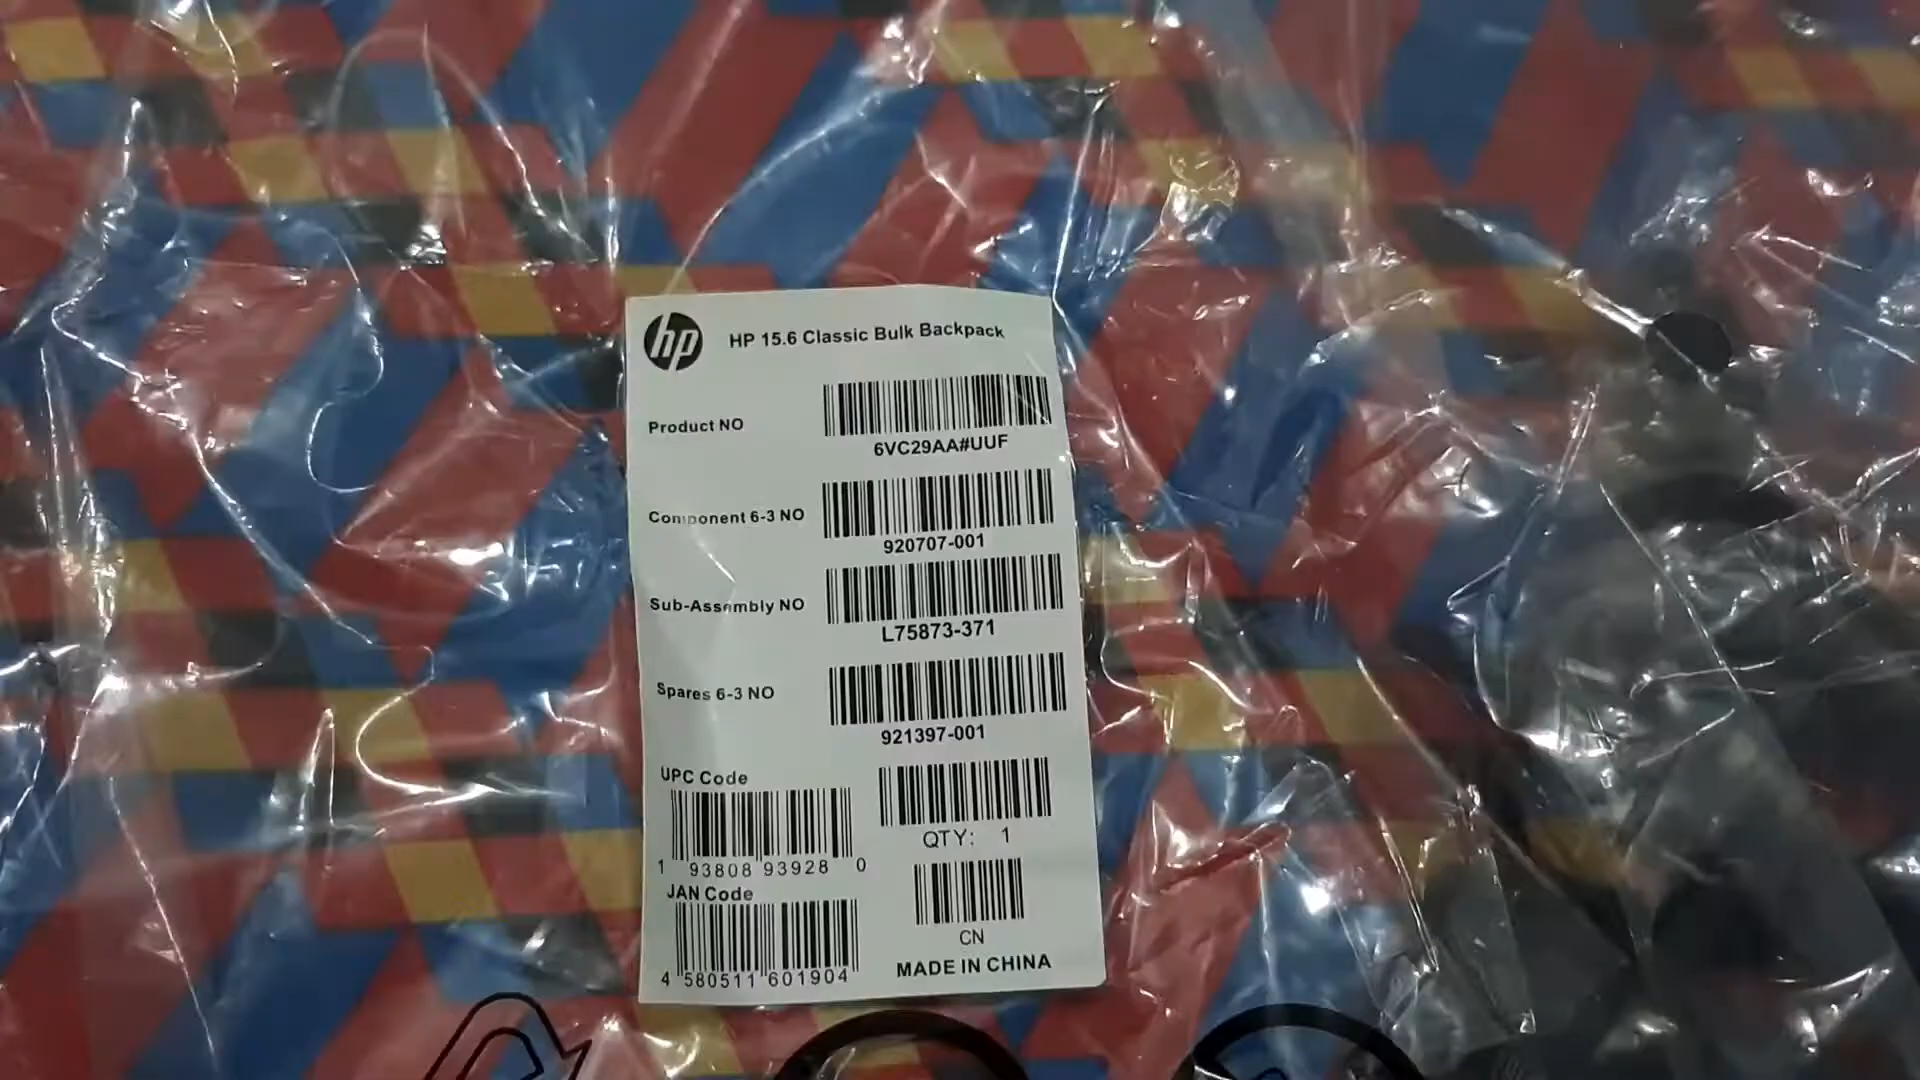 hp HP 15.6 Classic Bulk Backpack
Product NO
6VC29AA#UUF
Component 6-3 NO
920707-001
Sub-Assembly NO
L75873-371
Spares 6-3 NO
921397-001
UPC Code
1 93808 93928 0
QTY: 1
JAN Code
4 580511 601904
CN
MADE IN CHINA